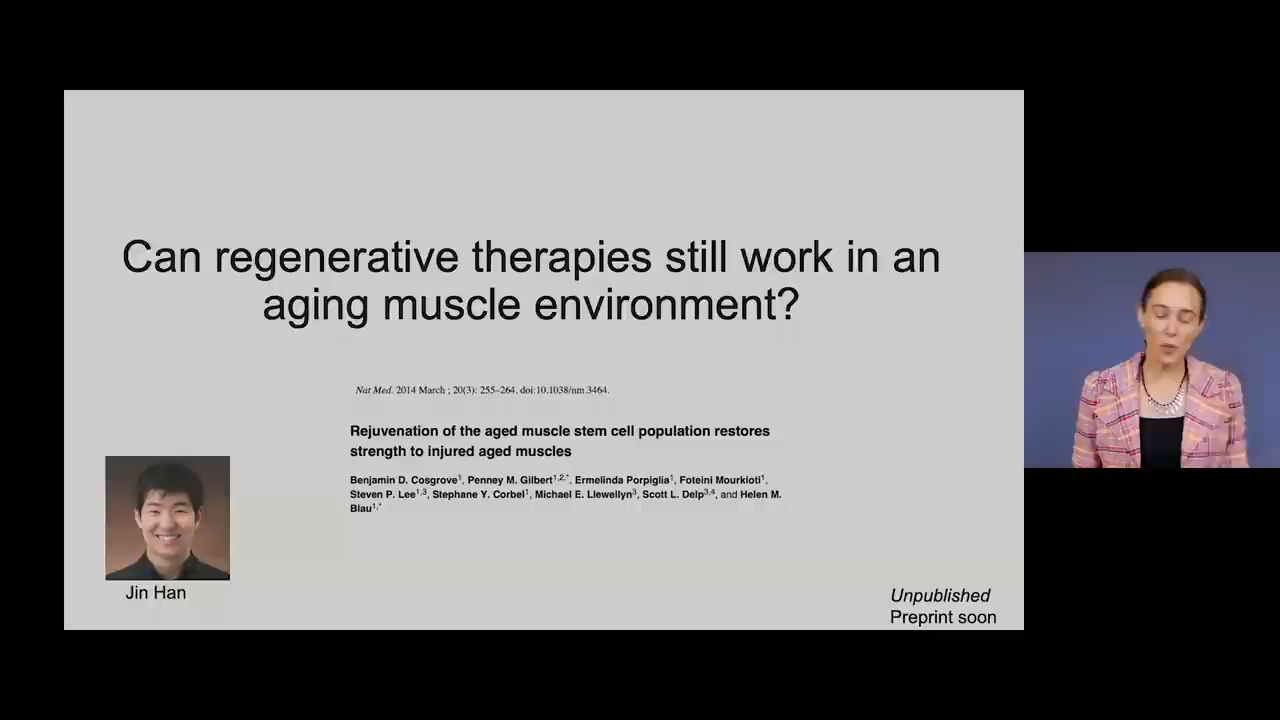 Can regenerative therapies still work in an
aging muscle environment?
Nat Med. 2014 March ; 20(3): 255–264. doi:10.1038/nm.3464.
Rejuvenation of the aged muscle stem cell population restores
strength to injured aged muscles
Benjamin D. Cosgrove1, Penney M. Gilbert1,2,*, Ermelinda Porpiglia1, Foteini Mourkioti1,
Steven P. Lee1,3, Stephane Y. Corbel1, Michael E. Llewellyn3, Scott L. Delp3,4, and Helen M.
Blau1,*
Jin Han
Unpublished
Preprint soon